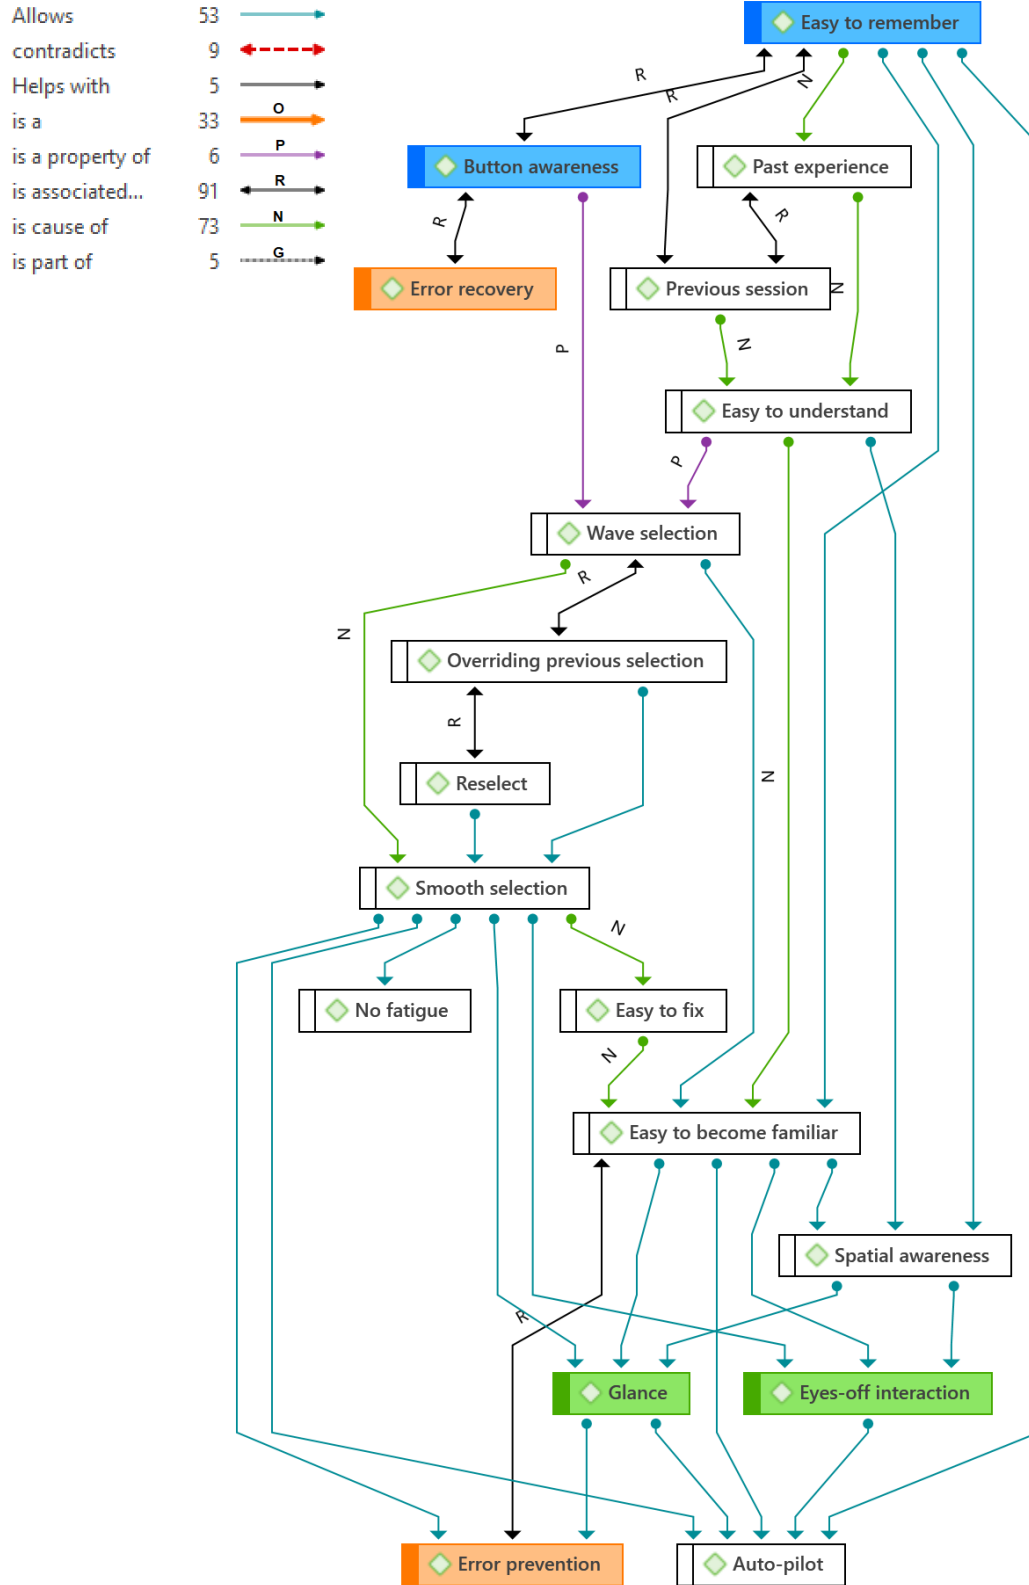 Allows 53
contradicts 9
Helps with 5
is a 33 O
is a property of 6 P
is associated... 91 R
is cause of 73 N
is part of 5 G
Easy to remember
R
R
N
Button awareness
Past experience
R
R
Error recovery
Previous session
N
P
N
Easy to understand
P
Wave selection
R
N
Overriding previous selection
R
N
Reselect
Smooth selection
N
No fatigue
Easy to fix
N
Easy to become familiar
Spatial awareness
R
Glance
Eyes-off interaction
Error prevention
Auto-pilot